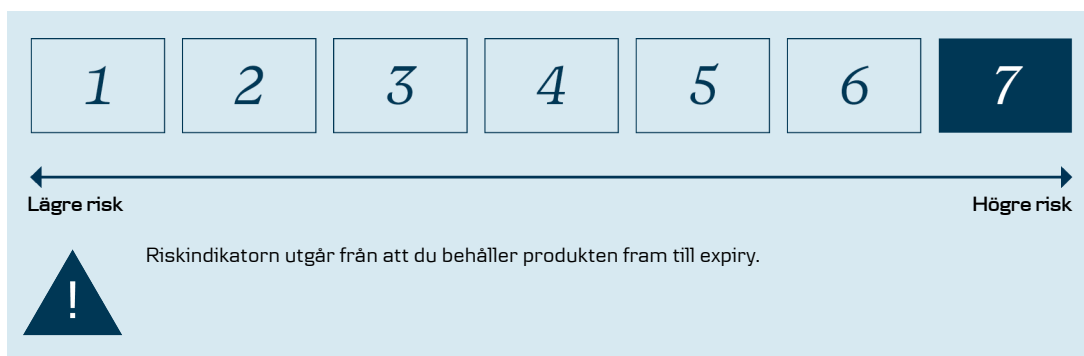 1 2 3 4 5 6 7
Lägre risk Högre risk
Riskindikatorn utgår från att du behåller produkten fram till expiry.
!